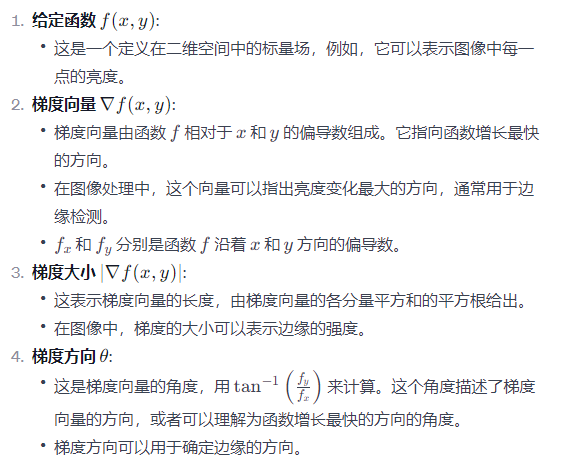 1. 给定函数 f(x, y):
• 这是一个定义在二维空间中的标量场，例如，它可以表示图像中每一
点的亮度。
2. 梯度向量 ∇f(x, y):
• 梯度向量由函数 f 相对于 x 和 y 的偏导数组成。它指向函数增长最快
的方向。
• 在图像处理中，这个向量可以指出亮度变化最大的方向，通常用于边
缘检测。
• fₓ 和 f_y 分别是函数 f 沿着 x 和 y 方向的偏导数。
3. 梯度大小 |∇f(x, y)|:
• 这表示梯度向量的长度，由梯度向量的各分量平方和的平方根给出。
• 在图像中，梯度的大小可以表示边缘的强度。
4. 梯度方向 θ:
• 这是梯度向量的角度，用 tan⁻¹(f_y/fₓ) 来计算。这个角度描述了梯度
向量的方向，或者可以理解为函数增长最快的方向的角度。
• 梯度方向可以用于确定边缘的方向。